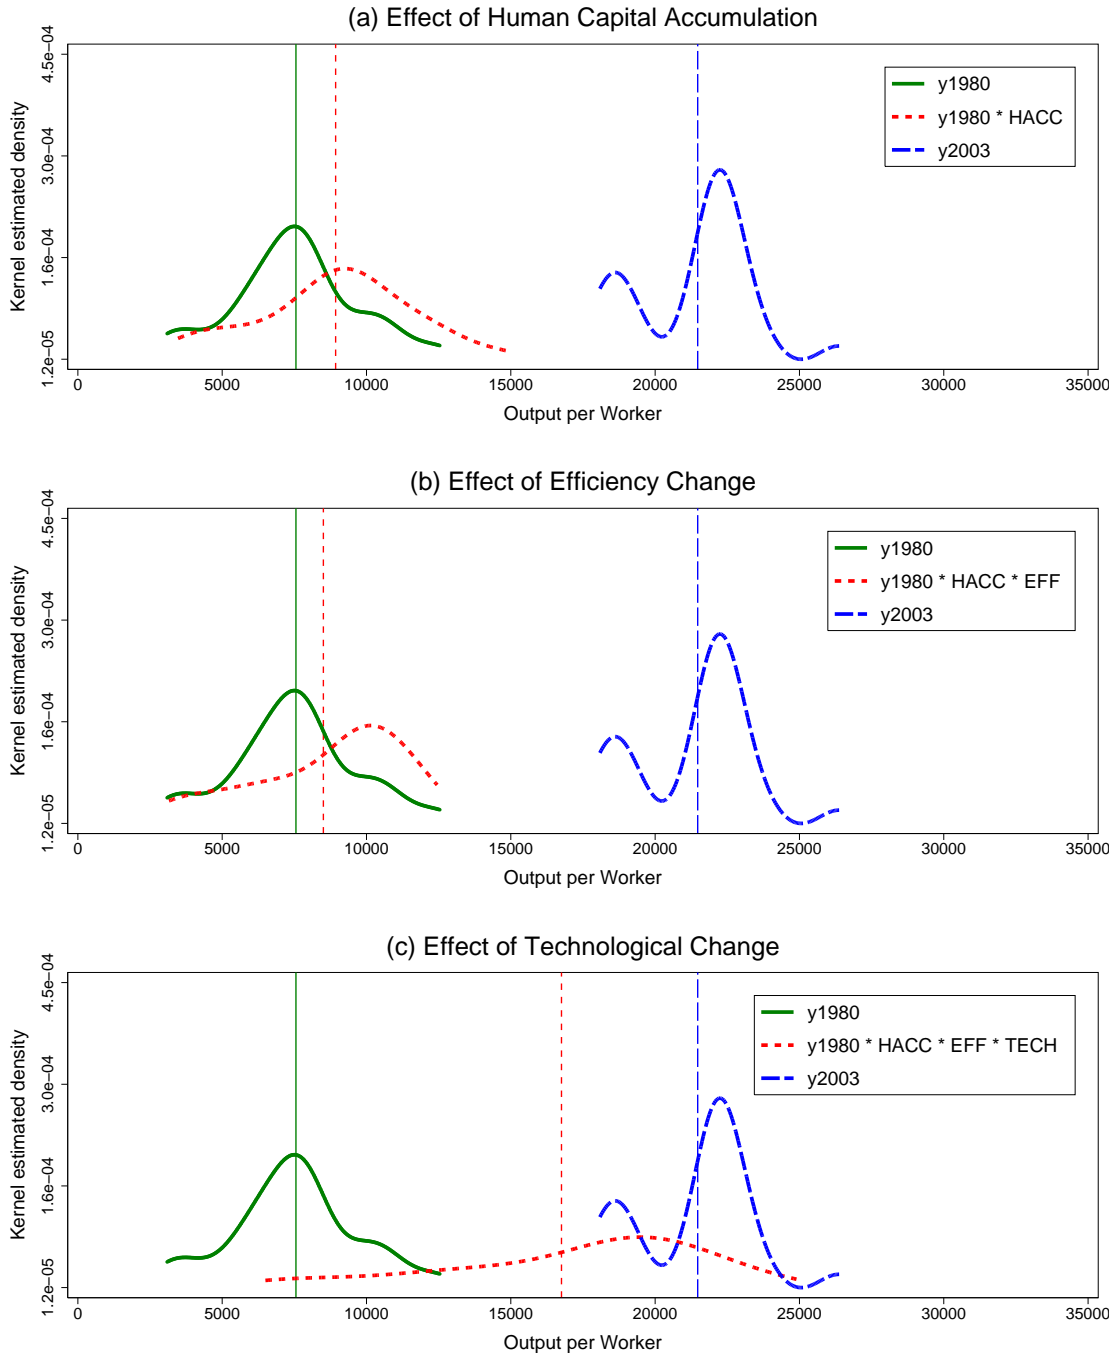 (a) Effect of Human Capital Accumulation
Kernel estimated density
4.5e−04
3.0e−04
1.6e−04
1.2e−05
y1980
y1980 * HACC
y2003
0 5000 10000 15000 20000 25000 30000 35000
Output per Worker
(b) Effect of Efficiency Change
Kernel estimated density
4.5e−04
3.0e−04
1.6e−04
1.2e−05
y1980
y1980 * HACC * EFF
y2003
0 5000 10000 15000 20000 25000 30000 35000
Output per Worker
(c) Effect of Technological Change
Kernel estimated density
4.5e−04
3.0e−04
1.6e−04
1.2e−05
y1980
y1980 * HACC * EFF * TECH
y2003
0 5000 10000 15000 20000 25000 30000 35000
Output per Worker